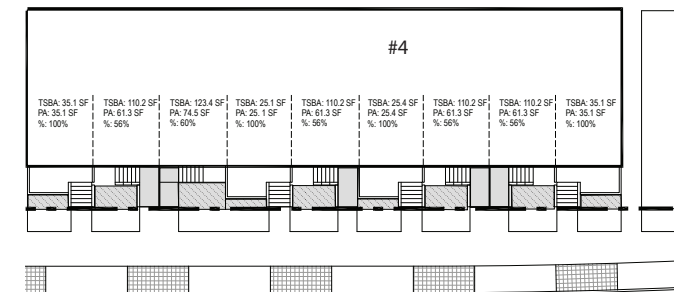 #4
TSBA: 35.1 SF
PA: 35.1 SF
%: 100%
TSBA: 110.2 SF
PA: 61.3 SF
%: 56%
TSBA: 123.4 SF
PA: 74.5 SF
%: 60%
TSBA: 25.1 SF
PA: 25. 1 SF
%: 100%
TSBA: 110.2 SF
PA: 61.3 SF
%: 56%
TSBA: 25.4 SF
PA: 25.4 SF
%: 100%
TSBA: 110.2 SF
PA: 61.3 SF
%: 56%
TSBA: 110.2 SF
PA: 61.3 SF
%: 56%
TSBA: 35.1 SF
PA: 35.1 SF
%: 100%